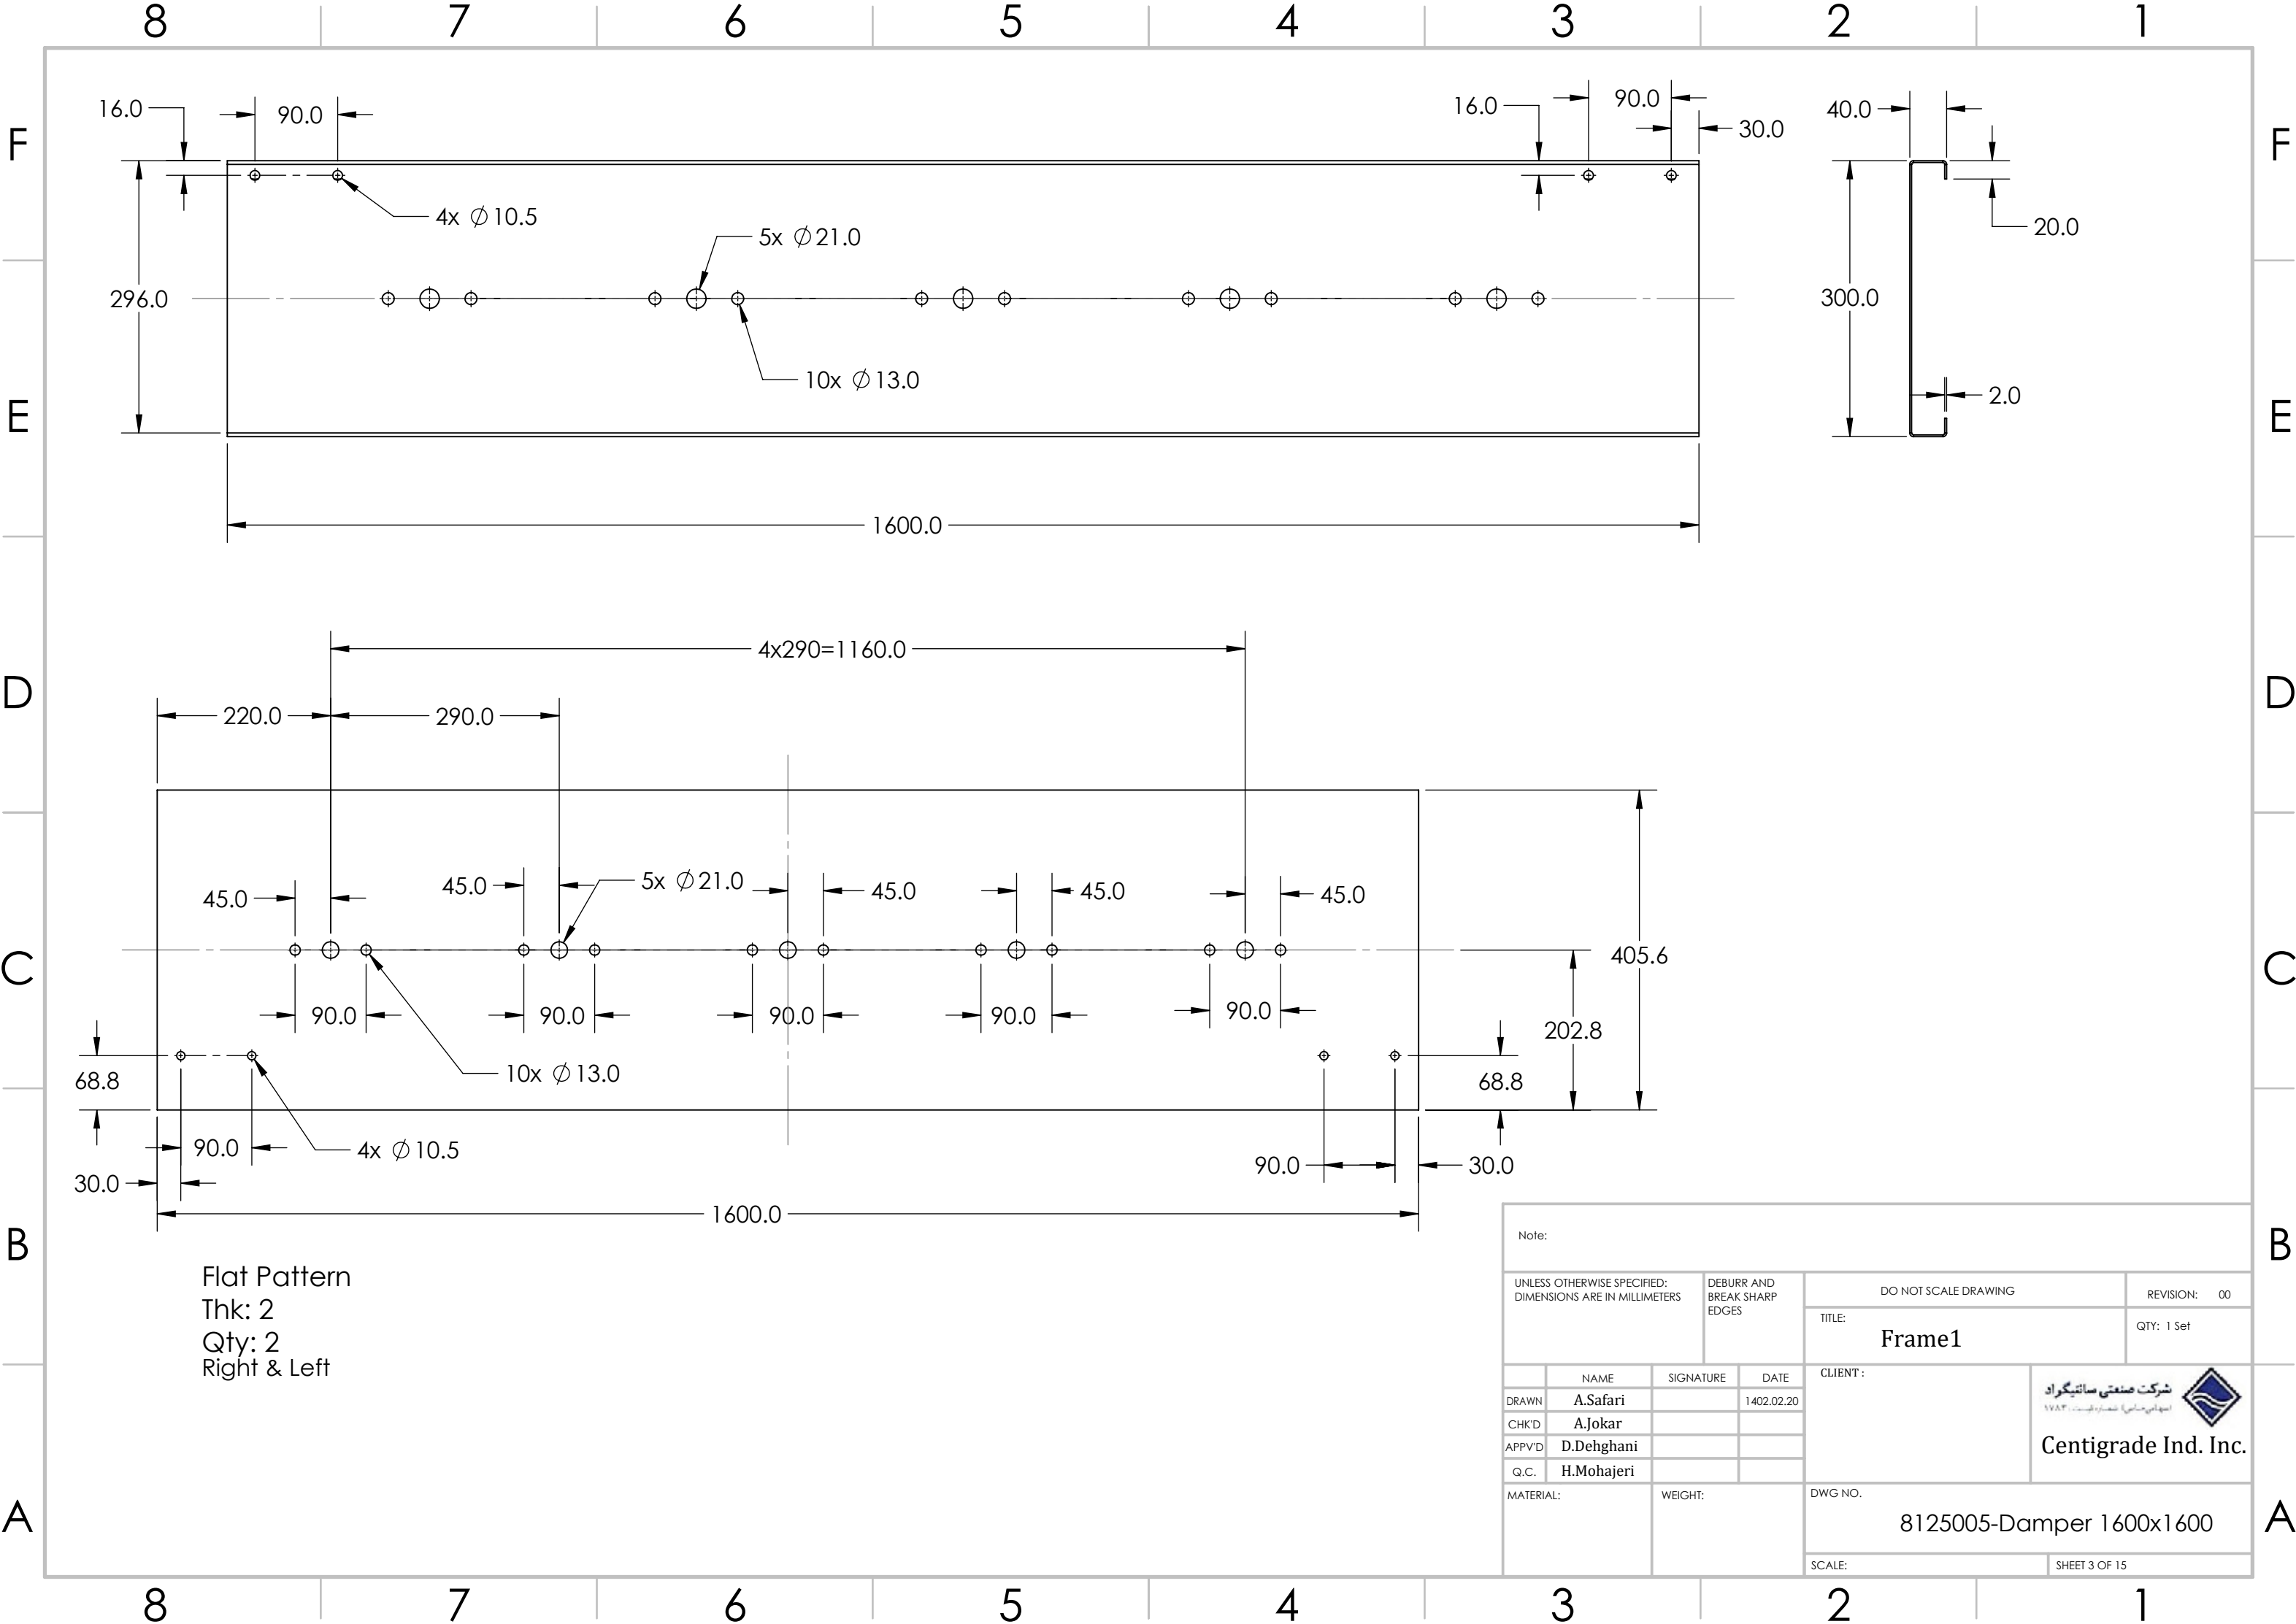 8 7 6 5 4 3 2 1
F F
E E
D D
C C
B B
A A
16.0
90.0
4x ∅10.5
5x ∅21.0
10x ∅13.0
296.0
1600.0
16.0
90.0
30.0
40.0
20.0
300.0
2.0
4x290=1160.0
220.0
290.0
45.0
45.0
5x ∅21.0
45.0
45.0
45.0
405.6
202.8
90.0
90.0
90.0
90.0
90.0
68.8
10x ∅13.0
68.8
90.0
4x ∅10.5
30.0
90.0
30.0
1600.0
Flat Pattern
Thk: 2
Qty: 2
Right & Left
Note:
UNLESS OTHERWISE SPECIFIED:
DIMENSIONS ARE IN MILLIMETERS
DEBURR AND
BREAK SHARP
EDGES
DO NOT SCALE DRAWING
REVISION: 00
TITLE:
Frame1
QTY: 1 Set
NAME SIGNATURE DATE
DRAWN A.Safari 1402.02.20
CHK'D A.Jokar
APPV'D D.Dehghani
Q.C. H.Mohajeri
CLIENT :
شرکت صنعتی سانتیگراد
Centigrade Ind. Inc.
MATERIAL:
WEIGHT:
DWG NO.
8125005-Damper 1600x1600
SCALE:
SHEET 3 OF 15
8 7 6 5 4 3 2 1